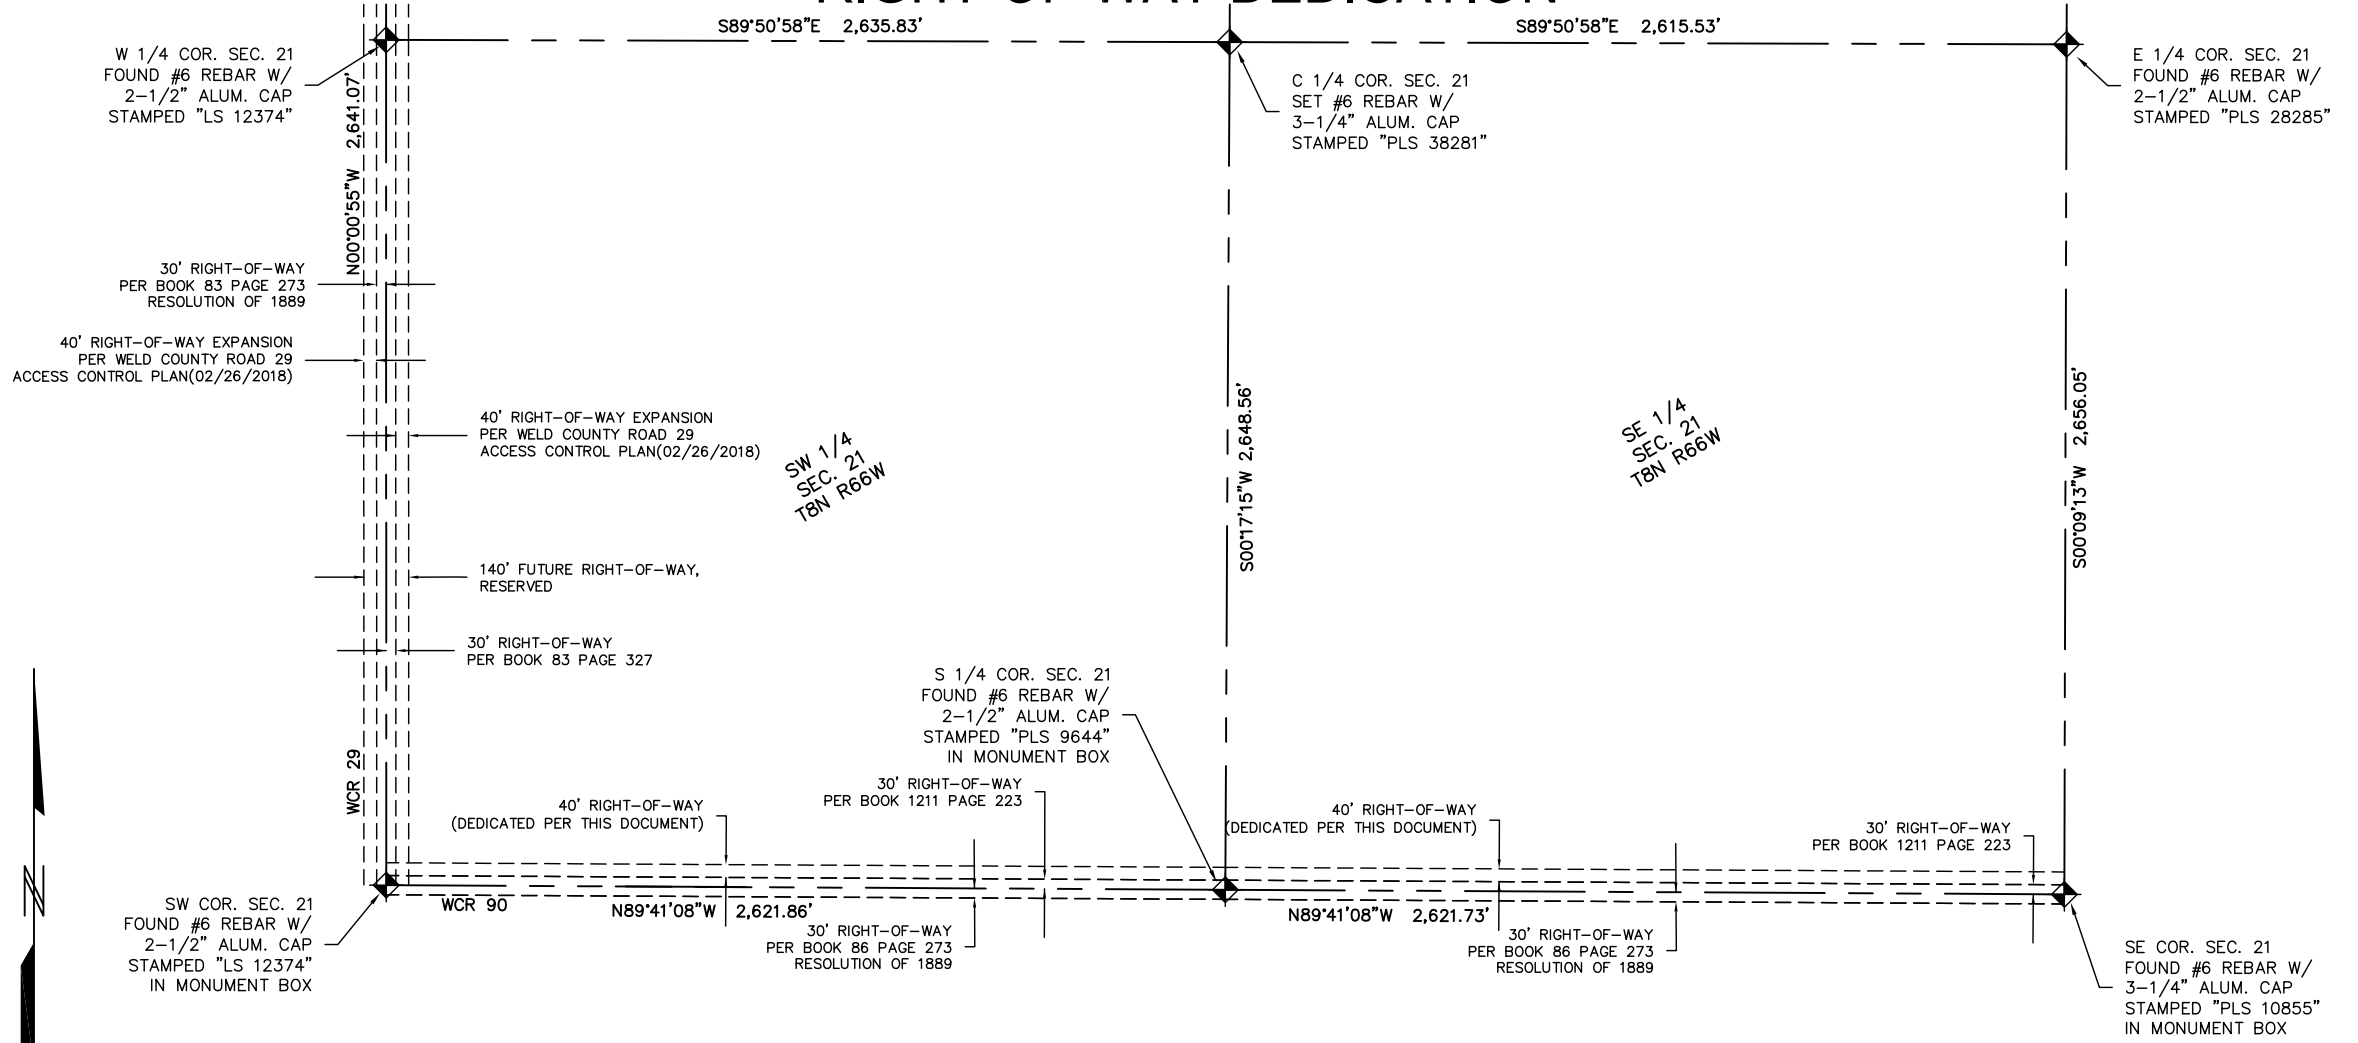 RIGHT-OF-WAY DEDICATION
S89°50'58"E 2,635.83'
S89°50'58"E 2,615.53'
W 1/4 COR. SEC. 21
FOUND #6 REBAR W/
2-1/2" ALUM. CAP
STAMPED "LS 12374"
C 1/4 COR. SEC. 21
SET #6 REBAR W/
3-1/4" ALUM. CAP
STAMPED "PLS 38281"
E 1/4 COR. SEC. 21
FOUND #6 REBAR W/
2-1/2" ALUM. CAP
STAMPED "PLS 28285"
N00°00'55"W 2,641.07'
30' RIGHT-OF-WAY
PER BOOK 83 PAGE 273
RESOLUTION OF 1889
40' RIGHT-OF-WAY EXPANSION
PER WELD COUNTY ROAD 29
ACCESS CONTROL PLAN(02/26/2018)
40' RIGHT-OF-WAY EXPANSION
PER WELD COUNTY ROAD 29
ACCESS CONTROL PLAN(02/26/2018)
SW 1/4
SEC. 21
T8N R66W
S00°17'15"W 2,648.56'
SE 1/4
SEC. 21
T8N R66W
S00°09'13"W 2,656.05'
140' FUTURE RIGHT-OF-WAY,
RESERVED
30' RIGHT-OF-WAY
PER BOOK 83 PAGE 327
S 1/4 COR. SEC. 21
FOUND #6 REBAR W/
2-1/2" ALUM. CAP
STAMPED "PLS 9644"
IN MONUMENT BOX
WCR 29
40' RIGHT-OF-WAY
(DEDICATED PER THIS DOCUMENT)
30' RIGHT-OF-WAY
PER BOOK 1211 PAGE 223
40' RIGHT-OF-WAY
(DEDICATED PER THIS DOCUMENT)
30' RIGHT-OF-WAY
PER BOOK 1211 PAGE 223
N
SW COR. SEC. 21
FOUND #6 REBAR W/
2-1/2" ALUM. CAP
STAMPED "LS 12374"
IN MONUMENT BOX
WCR 90
N89°41'08"W 2,621.86'
30' RIGHT-OF-WAY
PER BOOK 86 PAGE 273
RESOLUTION OF 1889
N89°41'08"W 2,621.73'
30' RIGHT-OF-WAY
PER BOOK 86 PAGE 273
RESOLUTION OF 1889
SE COR. SEC. 21
FOUND #6 REBAR W/
3-1/4" ALUM. CAP
STAMPED "PLS 10855"
IN MONUMENT BOX